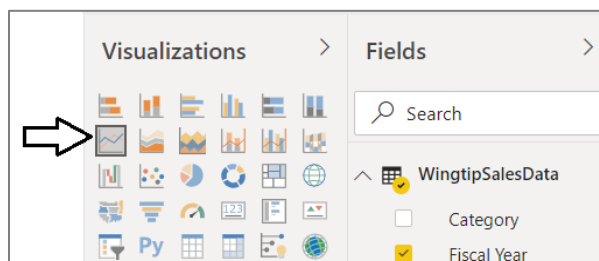 Visualizations
Fields
Search
123
WingtipSalesData
Category
Py
Fiscal Year